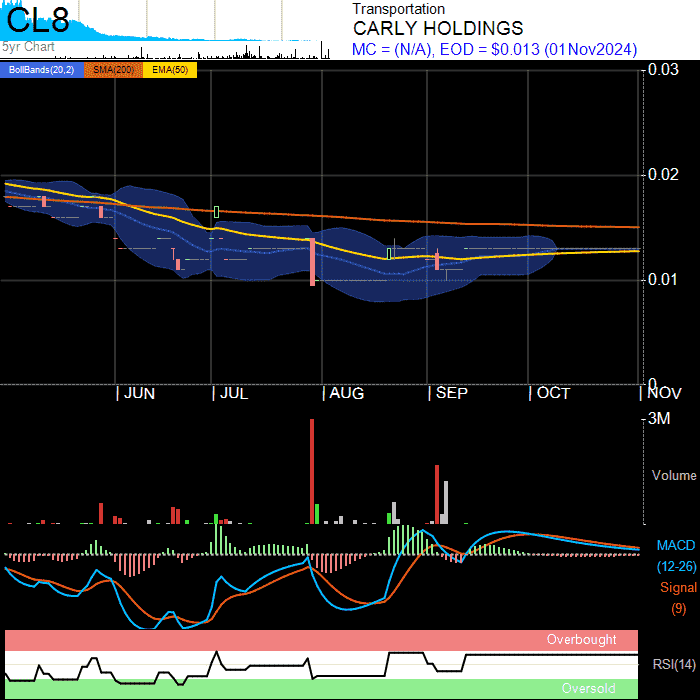 CL8
5yr Chart
Transportation
CARLY HOLDINGS
MC = (N/A), EOD = $0.013 (01Nov2024)
BollBands(20,2) SMA(200) EMA(50)
0.03
0.02
0.01
0
JUN JUL AUG SEP OCT NOV
3M
Volume
MACD
(12-26)
Signal
(9)
Overbought
RSI(14)
Oversold